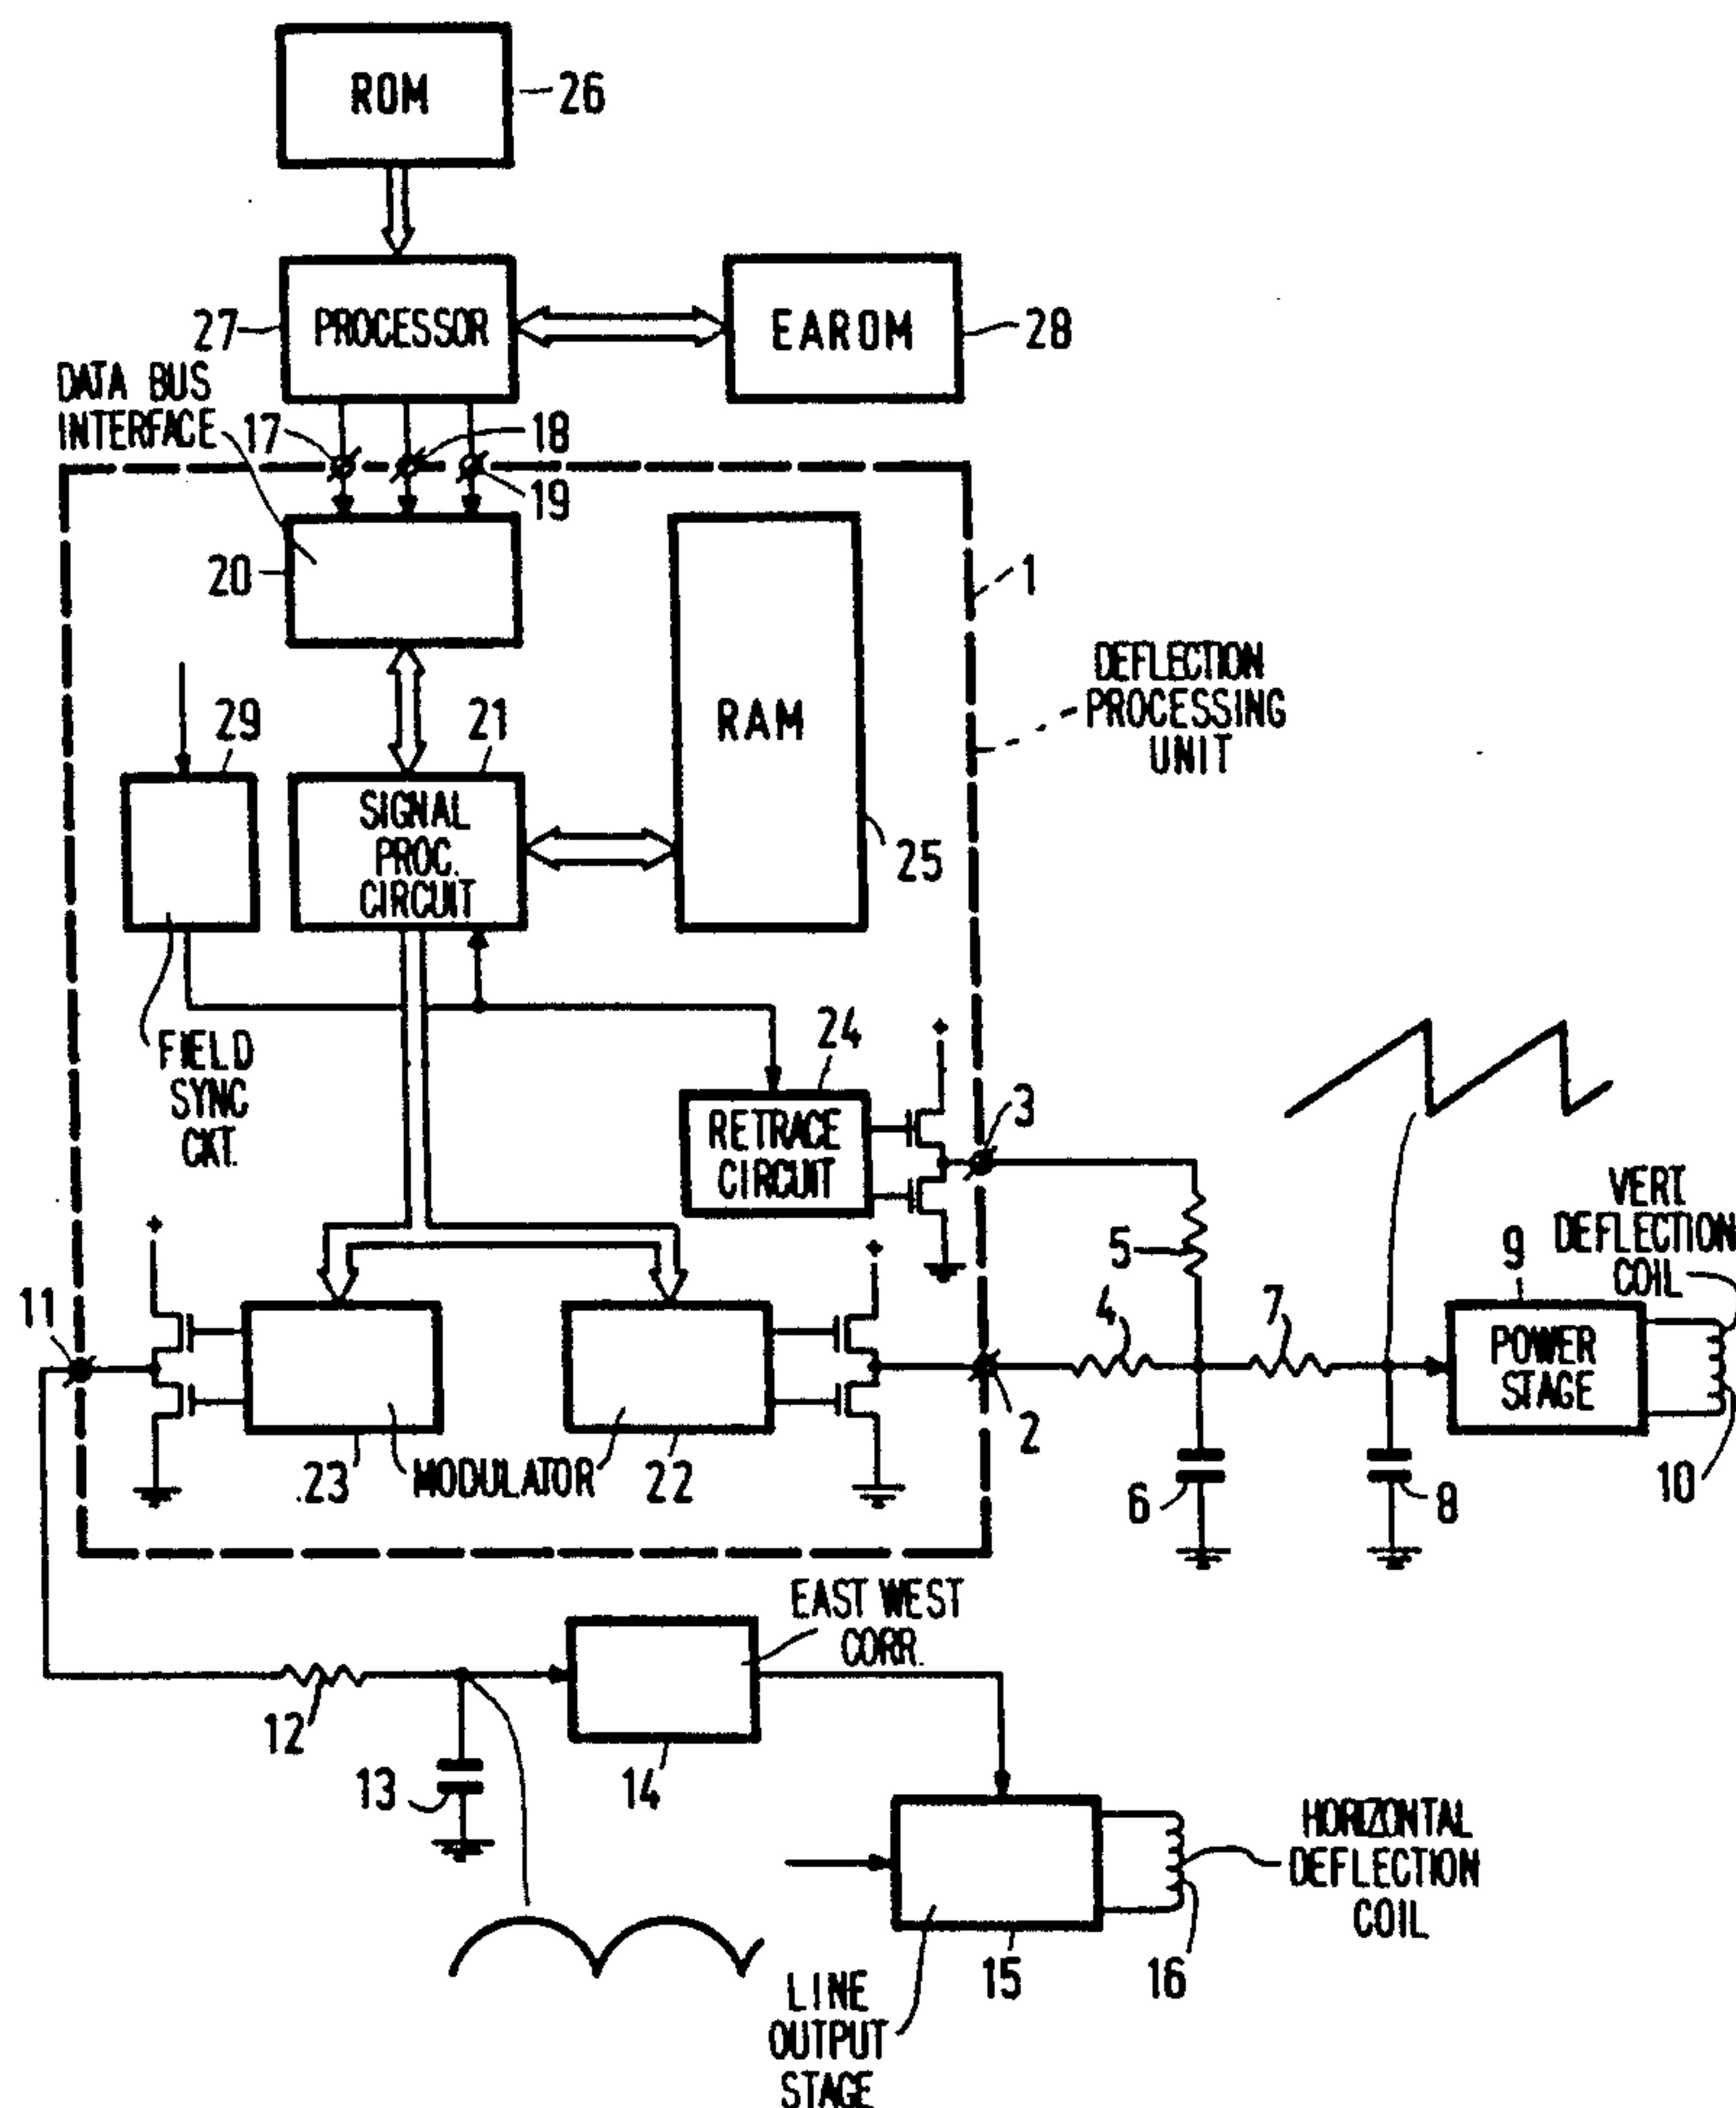 ROM
26
27
PROCESSOR
EAROM
28
DATA BUS
INTERFACE
17
18
19
20
1
DEFLECTION
PROCESSING
UNIT
29
21
RAM
SIGNAL
PROC.
CIRCUIT
25
FIELD
SYNC
CKT.
24
RETRACE
CIRCUIT
3
5
VERT
DEFLECTION
COIL
9
11
4
7
POWER
STAGE
2
23
MODULATOR
22
6
8
10
EAST WEST
CORR.
12
13
14
HORIZONTAL
DEFLECTION
COIL
15
16
LINE
OUTPUT
STAGE